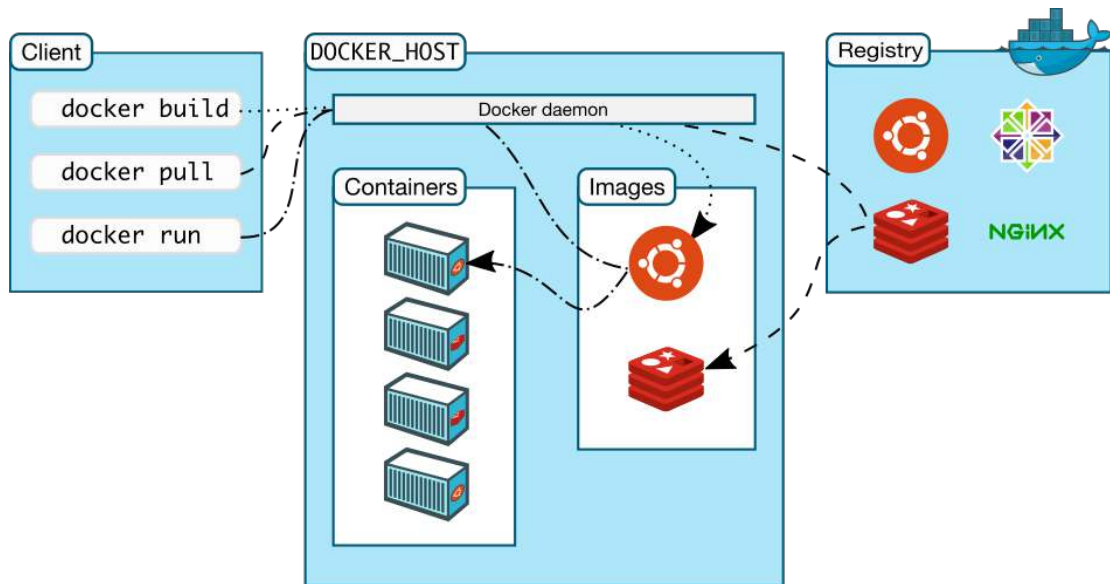 Client
docker build
docker pull
docker run
DOCKER_HOST
Docker daemon
Containers
Images
Registry
NGiNX